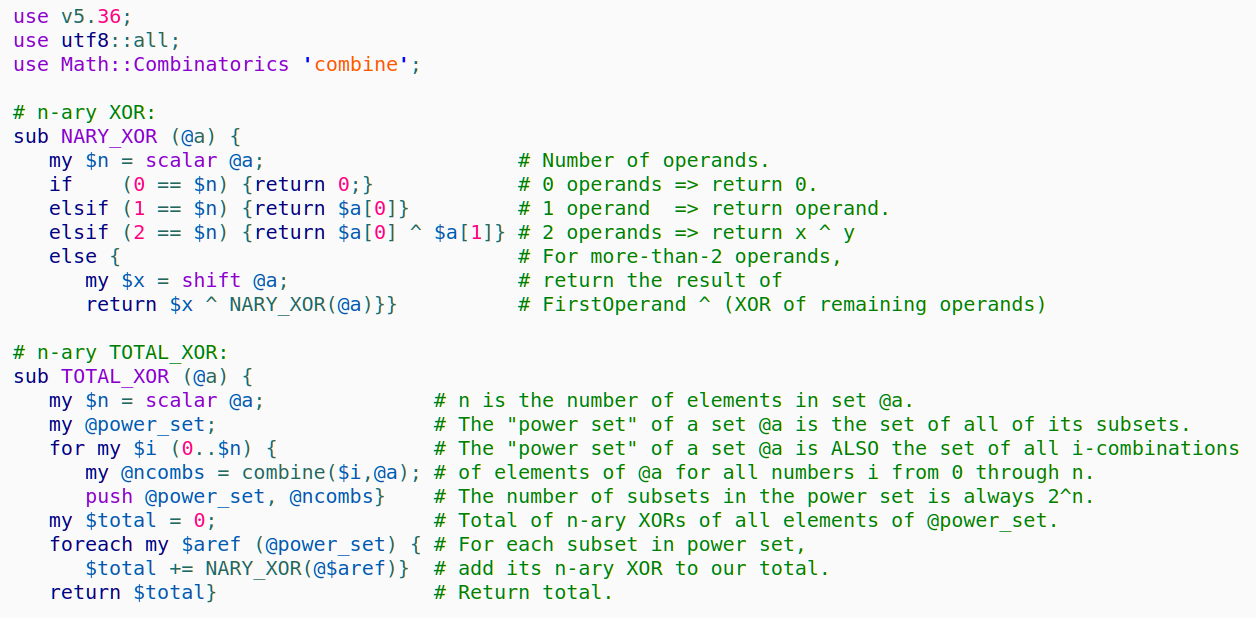 use v5.36;
use utf8::all;
use Math::Combinatorics 'combine';

# n-ary XOR:
sub NARY_XOR (@a) {
   my $n = scalar @a;                     # Number of operands.
   if    (0 == $n) {return 0;}            # 0 operands => return 0.
   elsif (1 == $n) {return $a[0]}         # 1 operand  => return operand.
   elsif (2 == $n) {return $a[0] ^ $a[1]} # 2 operands => return x ^ y
   else {                                 # For more-than-2 operands,
      my $x = shift @a;                   # return the result of
      return $x ^ NARY_XOR(@a)}}          # FirstOperand ^ (XOR of remaining operands)

# n-ary TOTAL_XOR:
sub TOTAL_XOR (@a) {
   my $n = scalar @a;              # n is the number of elements in set @a.
   my @power_set;                  # The "power set" of a set @a is the set of all of its subsets.
   for my $i (0..$n) {             # The "power set" of a set @a is ALSO the set of all i-combinations
      my @ncombs = combine($i,@a); # of elements of @a for all numbers i from 0 through n.
      push @power_set, @ncombs}    # The number of subsets in the power set is always 2^n.
   my $total = 0;                  # Total of n-ary XORs of all elements of @power_set.
   foreach my $aref (@power_set) { # For each subset in power set,
      $total += NARY_XOR(@$aref)}  # add its n-ary XOR to our total.
   return $total}                  # Return total.